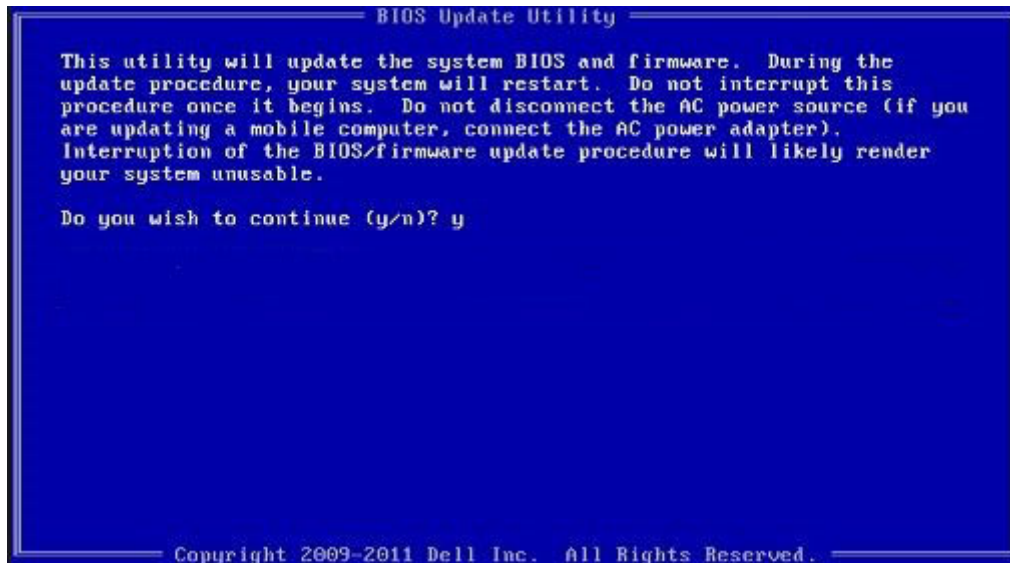 BIOS Update Utility
This utility will update the system BIOS and firmware. During the
update procedure, your system will restart. Do not interrupt this
procedure once it begins. Do not disconnect the AC power source (if you
are updating a mobile computer, connect the AC power adapter).
Interruption of the BIOS/firmware update procedure will likely render
your system unusable.
Do you wish to continue (y/n)? y
Copyright 2009-2011 Dell Inc. All Rights Reserved.